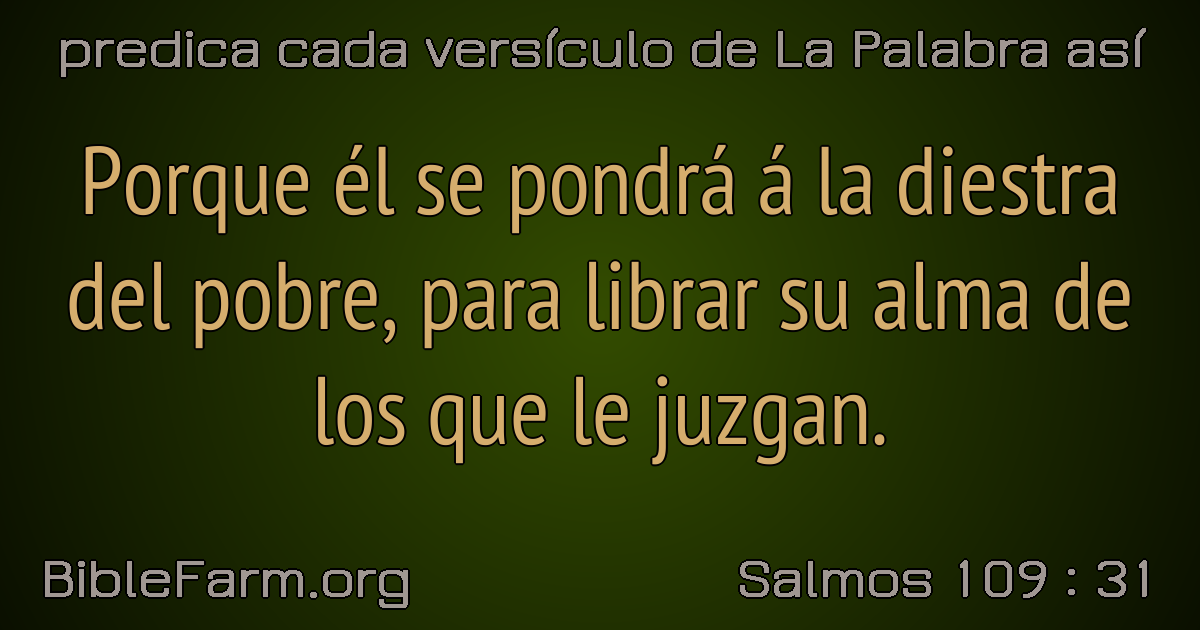 predica cada versículo de La Palabra así
Porque él se pondrá á la diestra
del pobre, para librar su alma de
los que le juzgan.
BibleFarm.org
Salmos 109 : 31